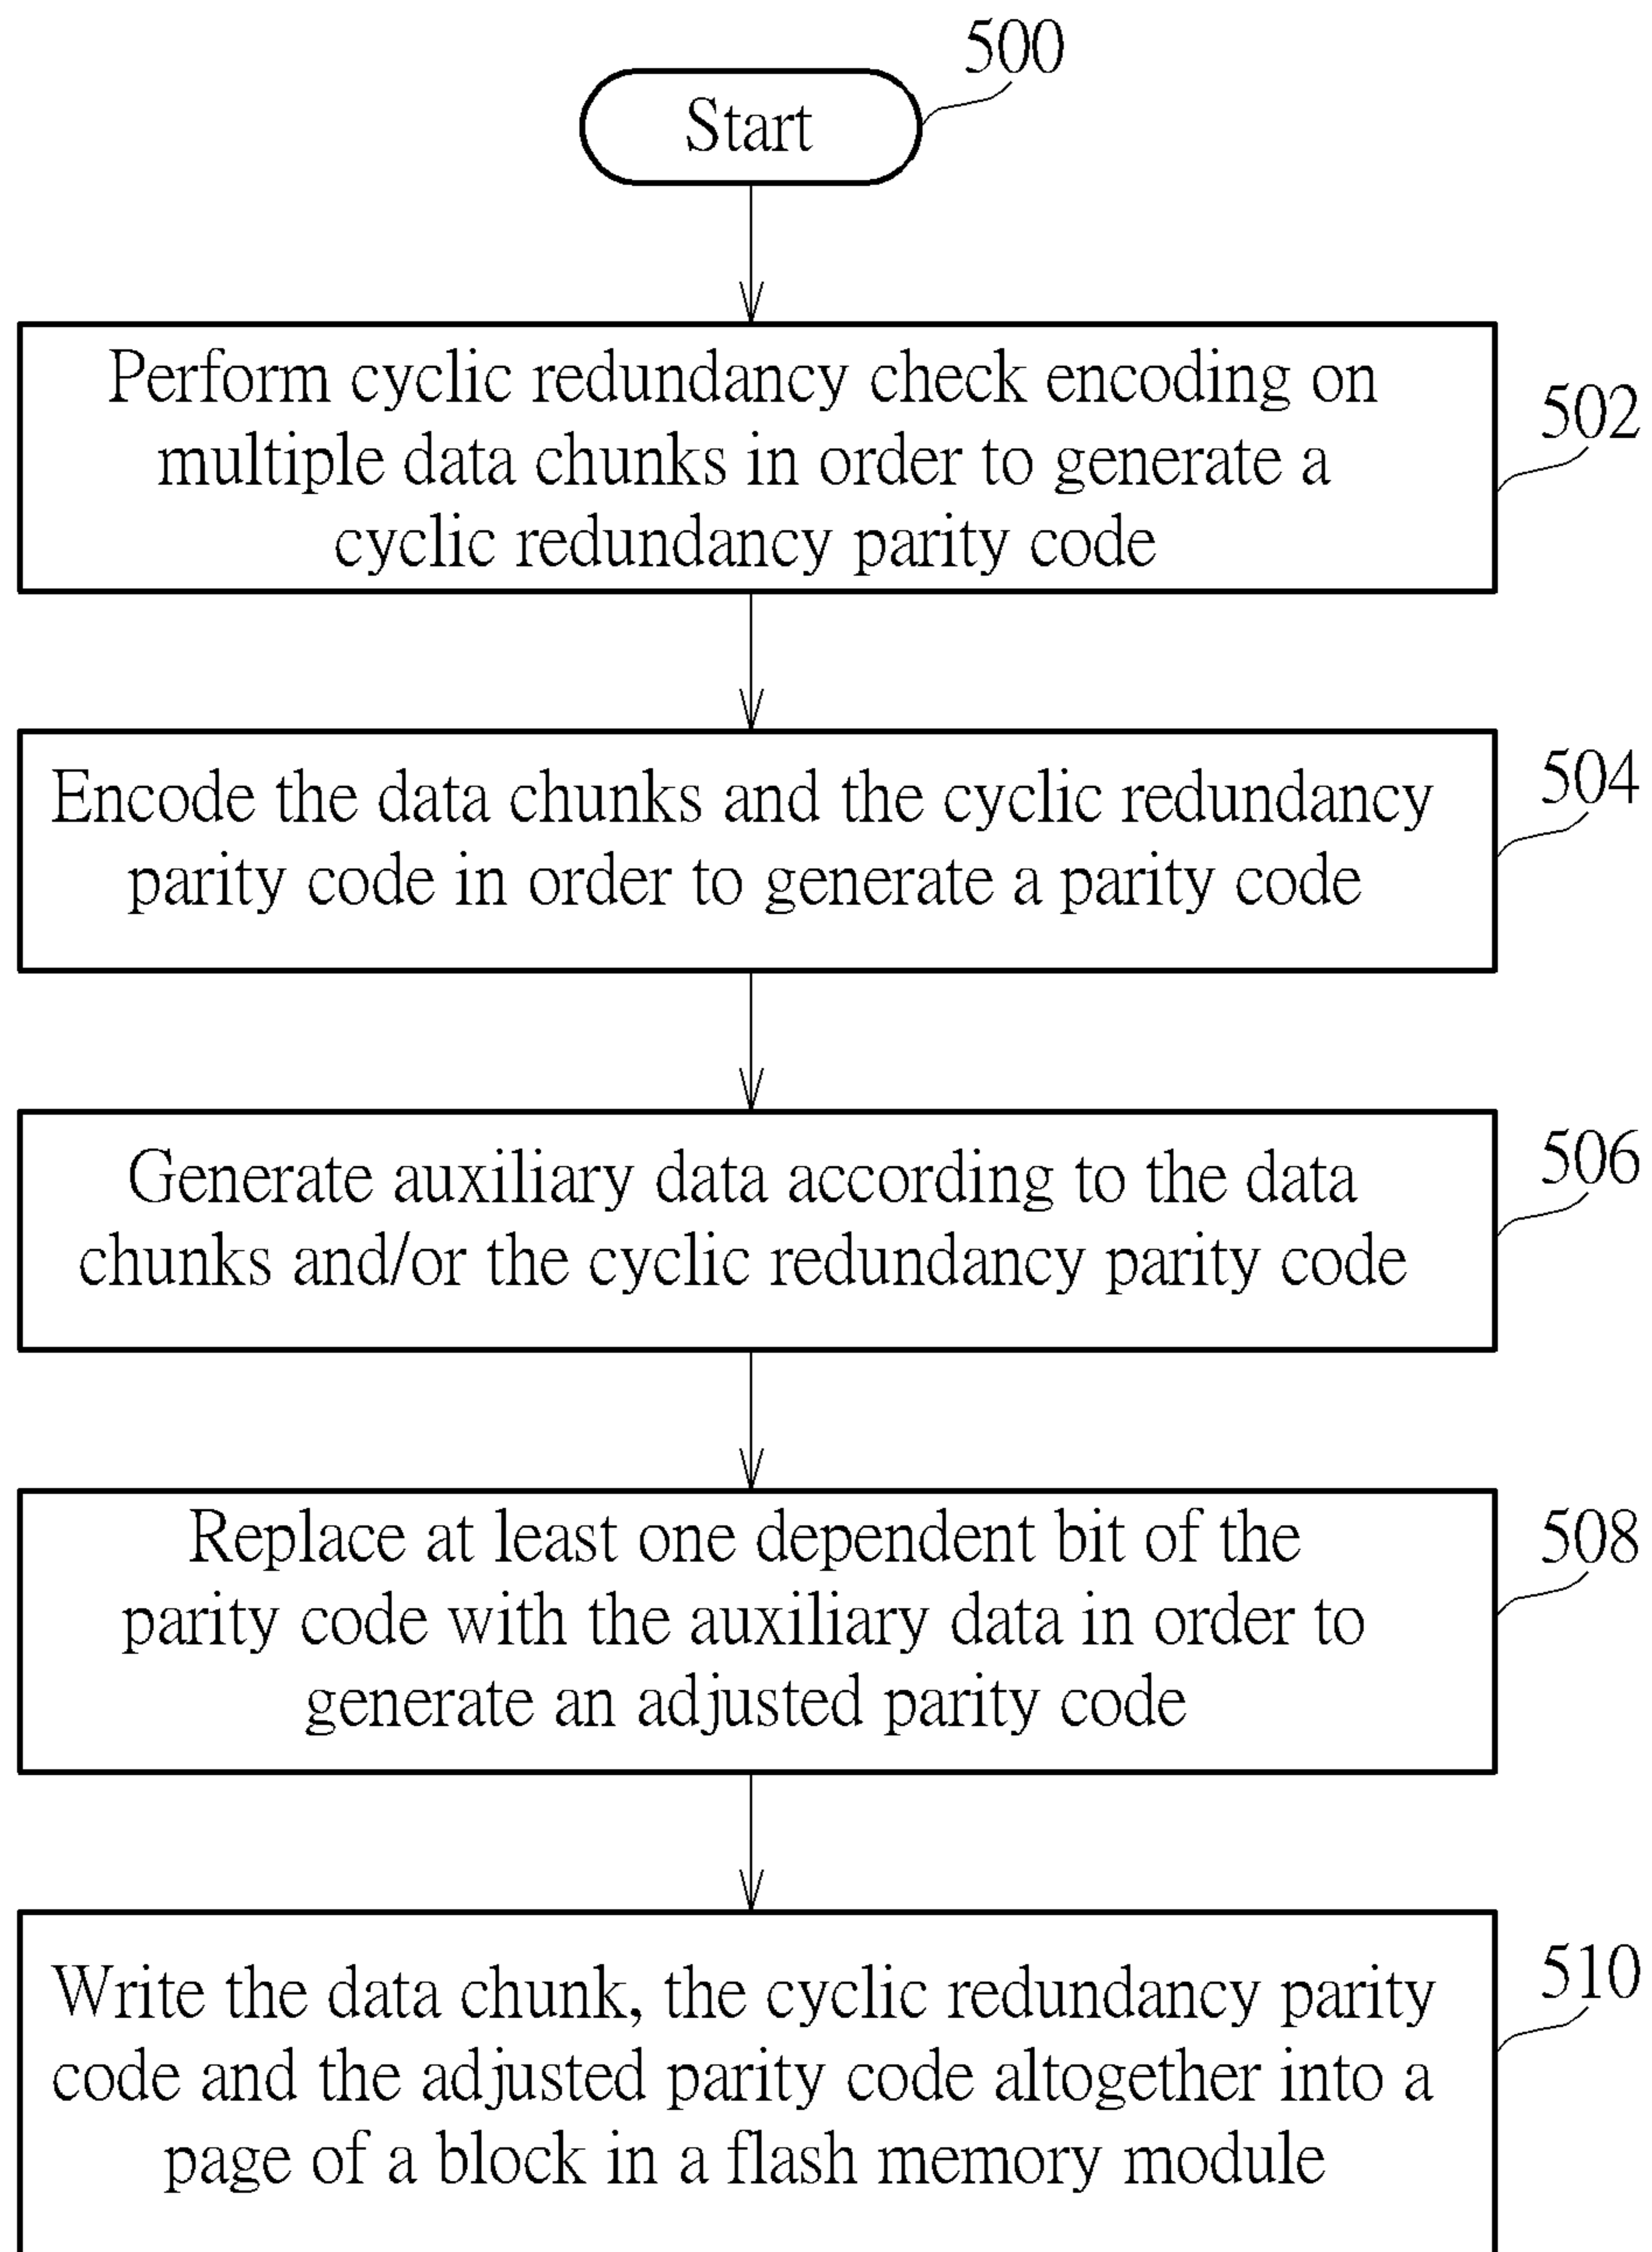 500
Start
Perform cyclic redundancy check encoding on
multiple data chunks in order to generate a
cyclic redundancy parity code
502
Encode the data chunks and the cyclic redundancy
parity code in order to generate a parity code
504
Generate auxiliary data according to the data
chunks and/or the cyclic redundancy parity code
506
Replace at least one dependent bit of the
parity code with the auxiliary data in order to
generate an adjusted parity code
508
Write the data chunk, the cyclic redundancy parity
code and the adjusted parity code altogether into a
page of a block in a flash memory module
510